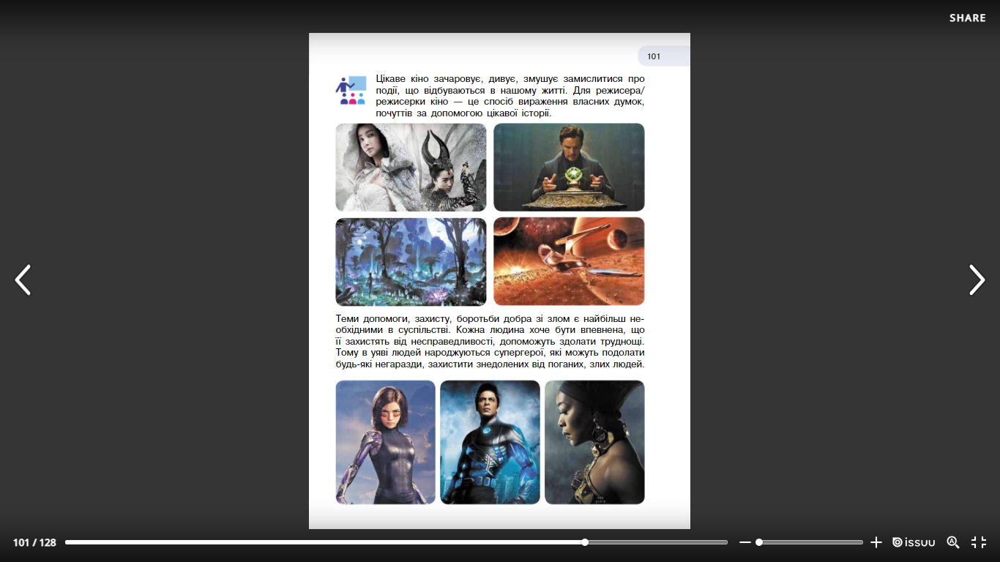 SHARE
101
Цікаве кіно зачаровує, дивує, змушує замислитися про
події, що відбуваються в нашому житті. Для режисера/
режисерки кіно — це спосіб вираження власних думок,
почуттів за допомогою цікавої історії.
Теми допомоги, захисту, боротьби добра зі злом є найбільш не-
обхідними в суспільстві. Кожна людина хоче бути впевнена, що
її захистять від несправедливості, допоможуть здолати труднощі.
Тому в уяві людей народжуються супергерої, які можуть подолати
будь-які негаразди, захистити знедолених від поганих, злих людей.
101 / 128
issuu